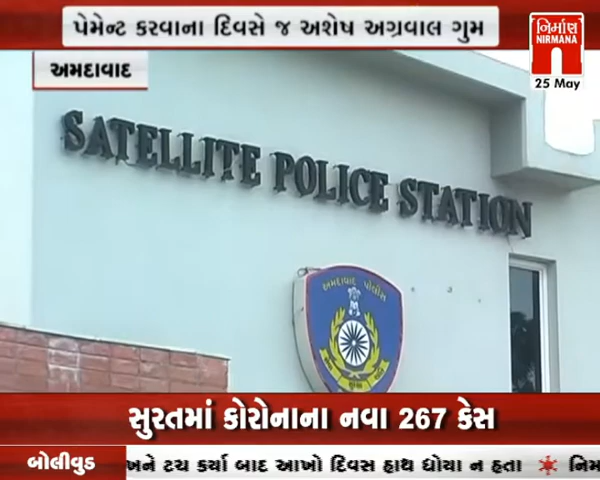 પેમેન્ટ કરવાના દિવસે જ અશેષ અગ્રવાલ ગુમ
નિર્માણ
NIRMANA
25 May
અમદાવાદ
SATELLITE POLICE STATION
અમદાવાદ પોલીસ
સુરતમાં કોરોનાના નવા 267 કેસ
બોલીવુડ
ખને ટચ કર્યા બાદ આખો દિવસ હાથ ધોયા ન હતા
નિમ